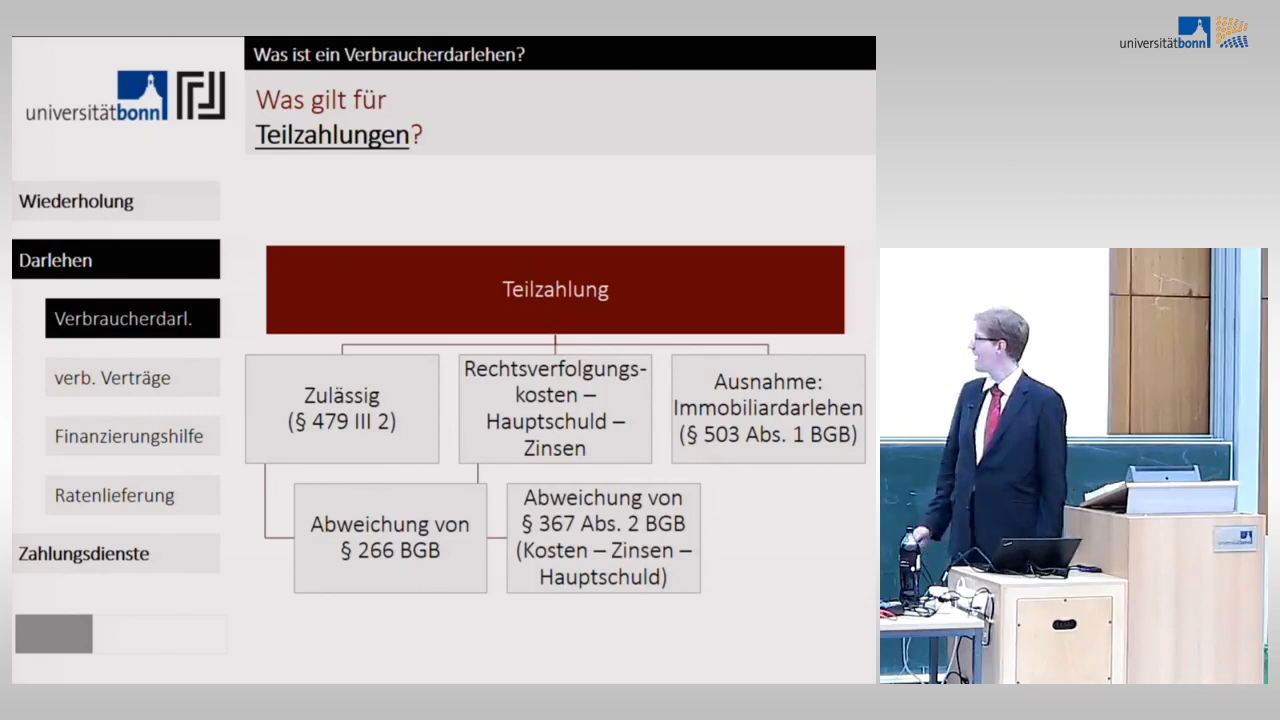 universitätbonn
Was ist ein Verbraucherdarlehen?
universitätbonn
Was gilt für
Teilzahlungen?
Wiederholung
Darlehen
Verbraucherdarl.
verb. Verträge
Finanzierungshilfe
Ratenlieferung
Zahlungsdienste
Teilzahlung
Zulässig
(§ 479 III 2)
Rechtsverfolgungs-
kosten –
Hauptschuld –
Zinsen
Ausnahme:
Immobiliardarlehen
(§ 503 Abs. 1 BGB)
Abweichung von
§ 266 BGB
Abweichung von
§ 367 Abs. 2 BGB
(Kosten – Zinsen –
Hauptschuld)